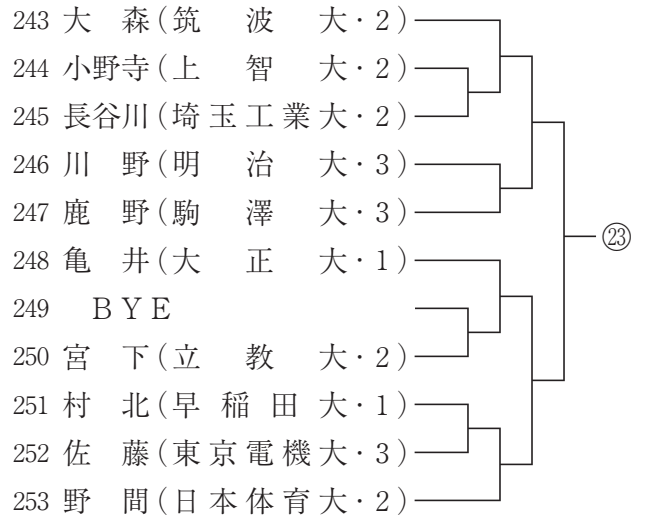 243 大 森(筑 波 大・2)
244 小野寺(上 智 大・2)
245 長谷川(埼玉工業大・2)
246 川 野(明 治 大・3)
247 鹿 野(駒 澤 大・3)
㉓
248 亀 井(大 正 大・1)
249 BYE
250 宮 下(立 教 大・2)
251 村 北(早 稲 田 大・1)
252 佐 藤(東京電機大・3)
253 野 間(日本体育大・2)